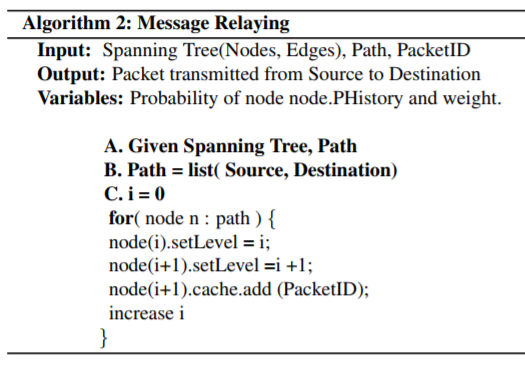 Algorithm 2: Message Relaying
Input: Spanning Tree(Nodes, Edges), Path, PacketID
Output: Packet transmitted from Source to Destination
Variables: Probability of node node.PHistory and weight.
A. Given Spanning Tree, Path
B. Path = list( Source, Destination)
C. i = 0
for( node n : path ) {
node(i).setLevel = i;
node(i+1).setLevel =i +1;
node(i+1).cache.add (PacketID);
increase i
}